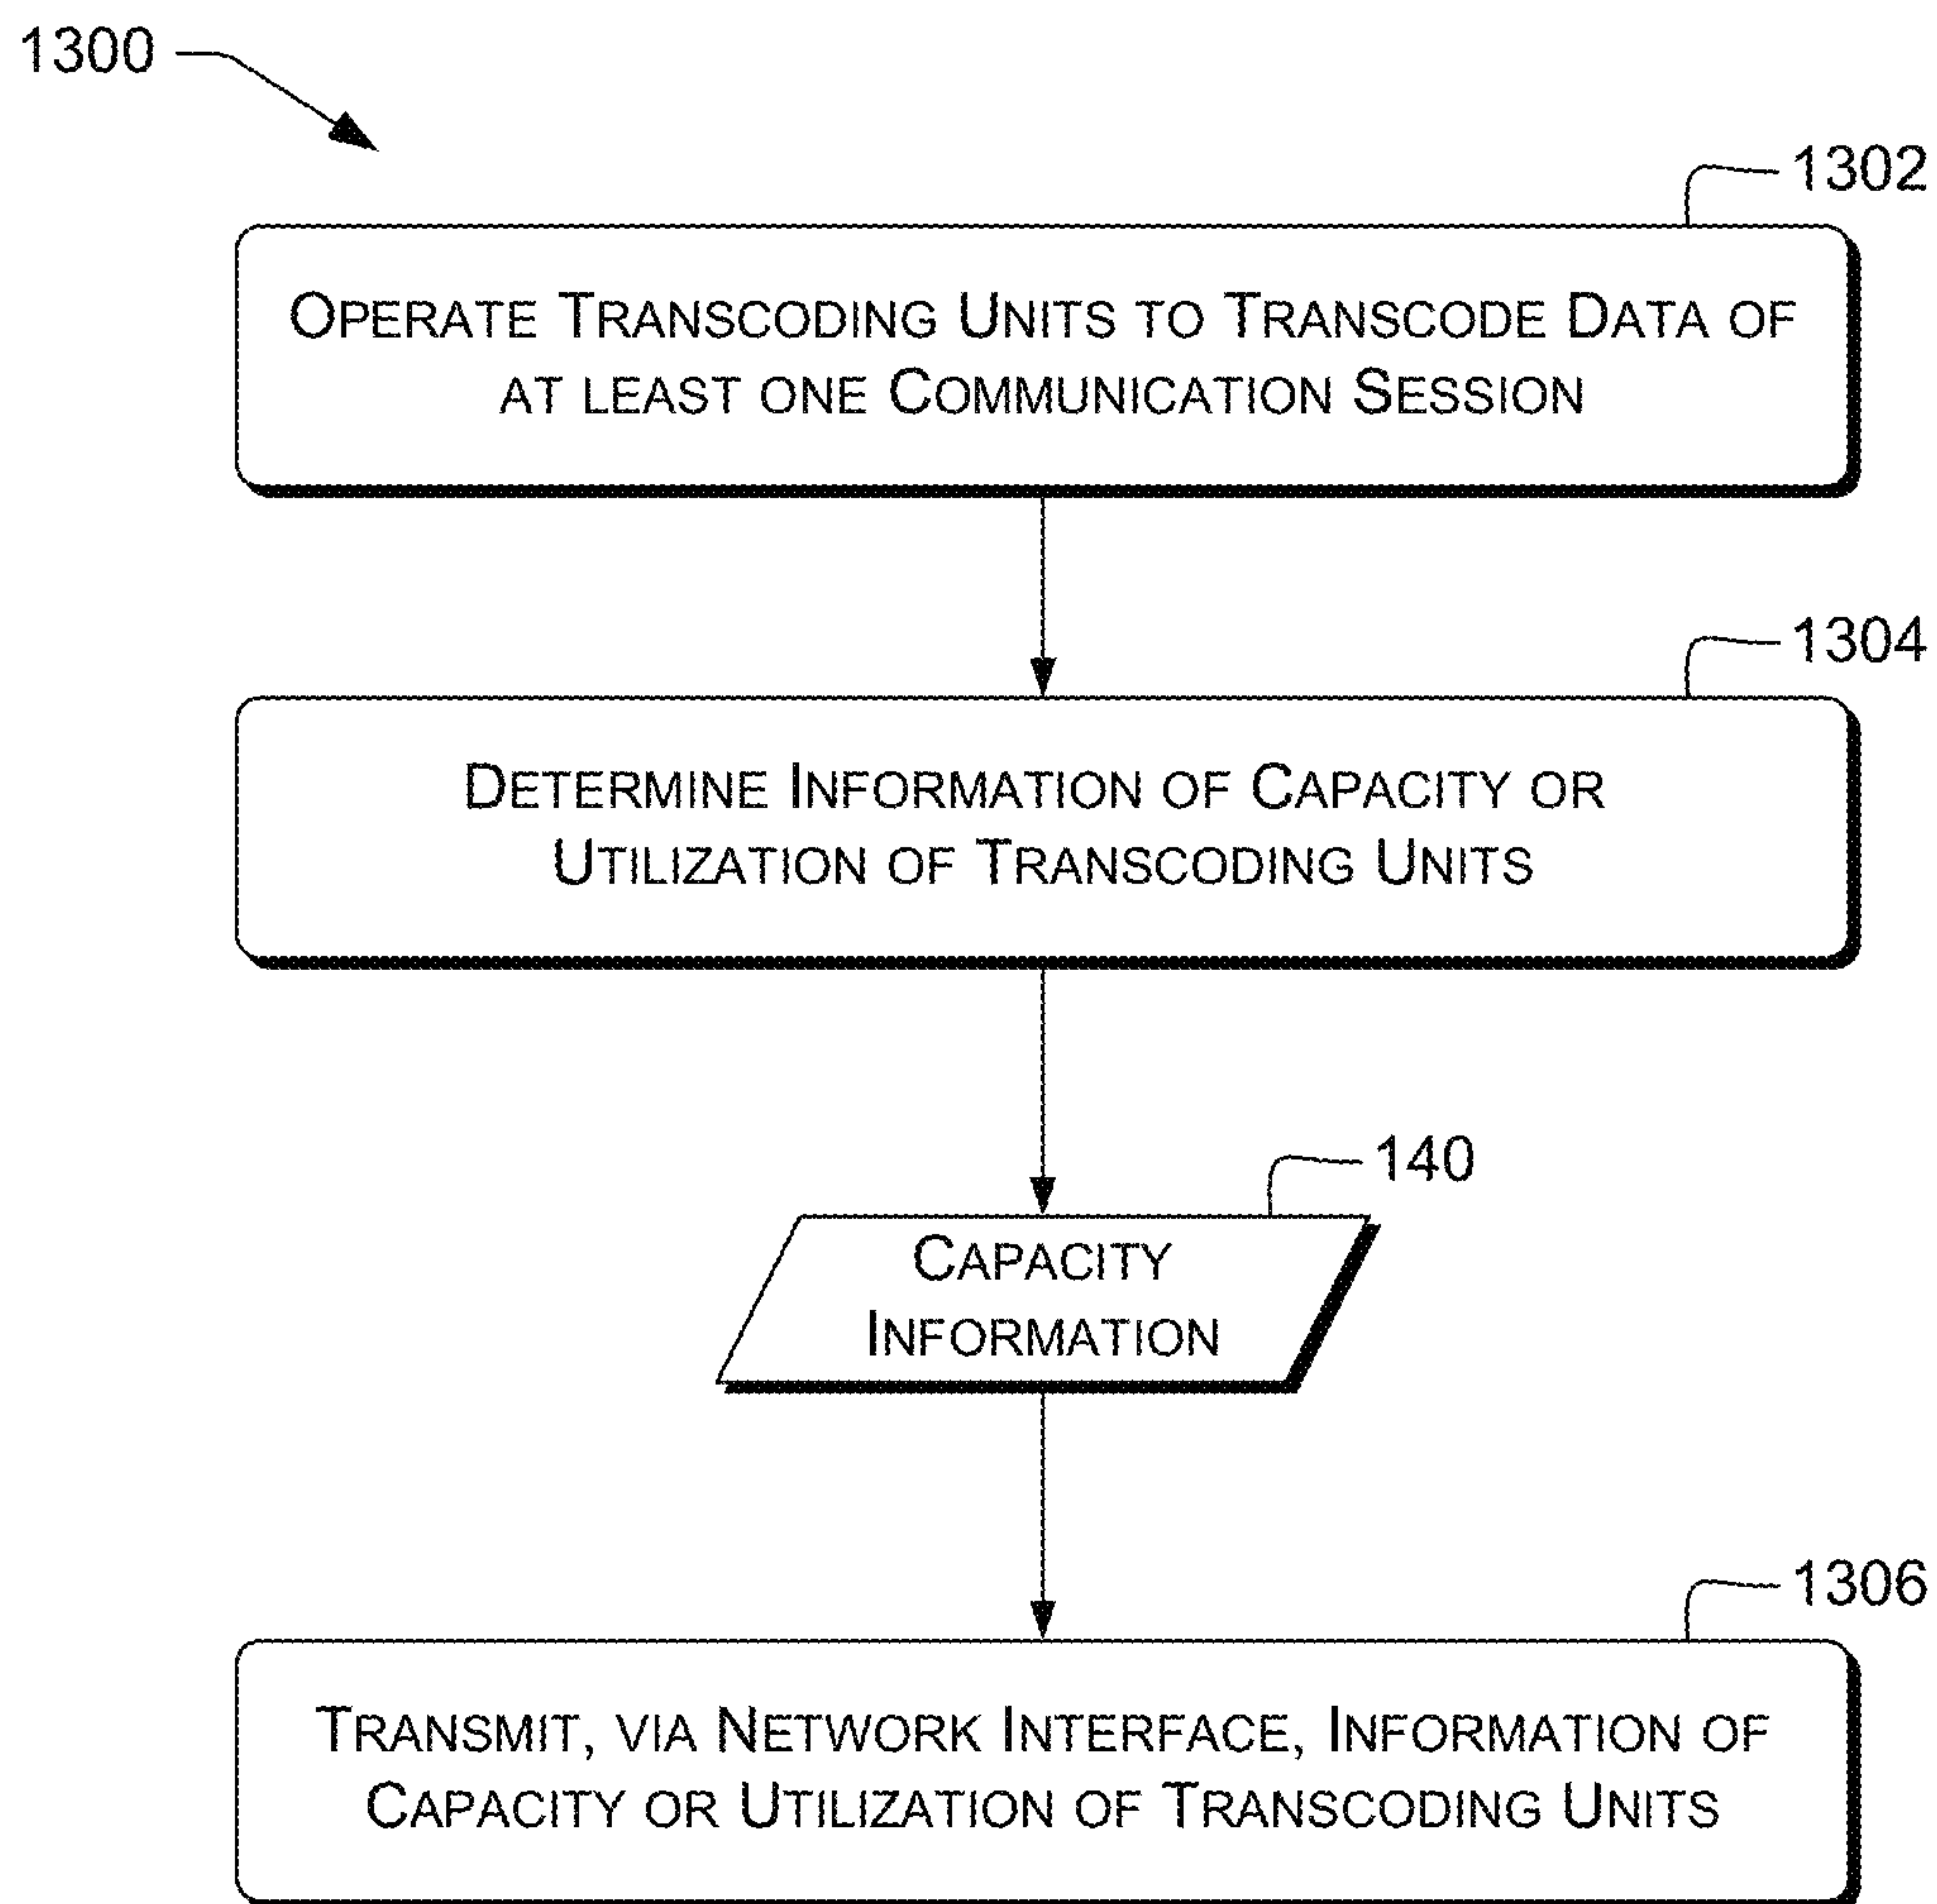 1300
1302
OPERATE TRANSCODING UNITS TO TRANSCODE DATA OF
AT LEAST ONE COMMUNICATION SESSION
1304
DETERMINE INFORMATION OF CAPACITY OR
UTILIZATION OF TRANSCODING UNITS
140
CAPACITY
INFORMATION
1306
TRANSMIT, VIA NETWORK INTERFACE, INFORMATION OF
CAPACITY OR UTILIZATION OF TRANSCODING UNITS